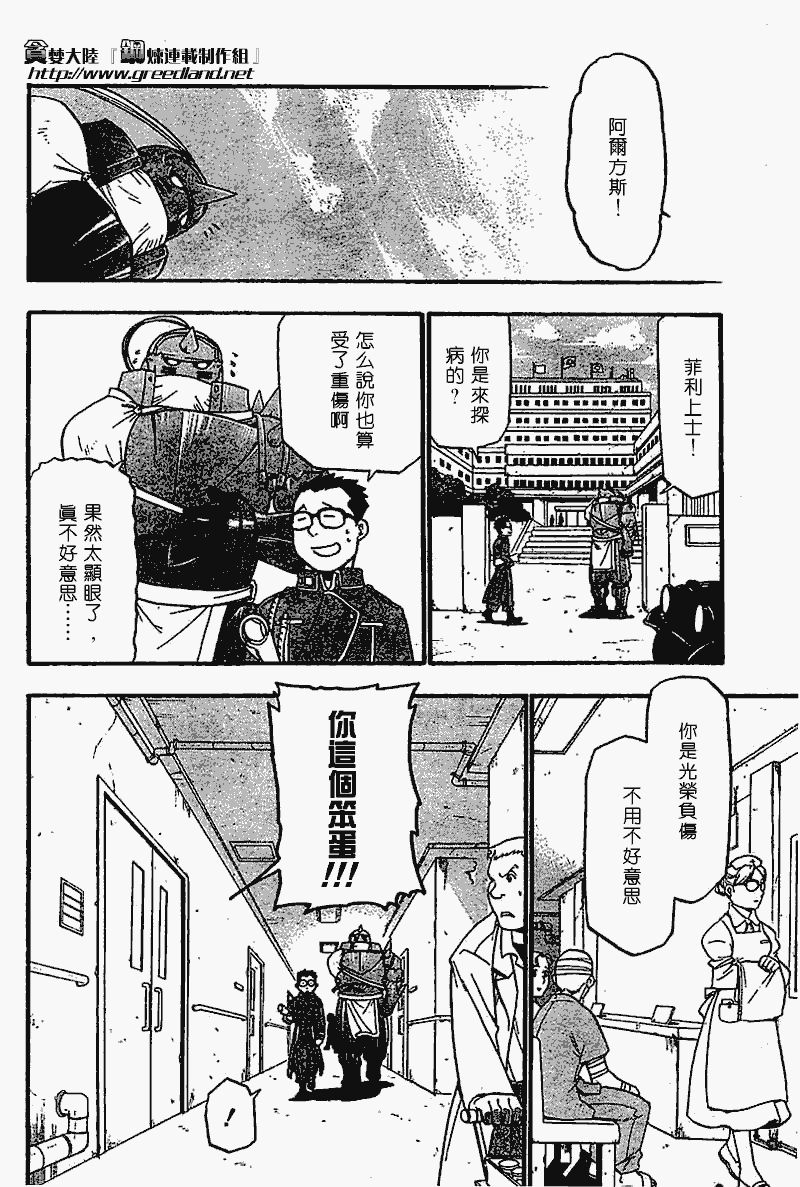 貪婪大陸『鋼煉連載制作組』
http://www.greedland.net
阿爾方斯！
菲利上士！
你是來探
病的？
怎么說你也算
受了重傷啊
果然太顯眼了，
眞不好意思……
你是光榮負傷
不用不好意思
你這個笨蛋!!!
！